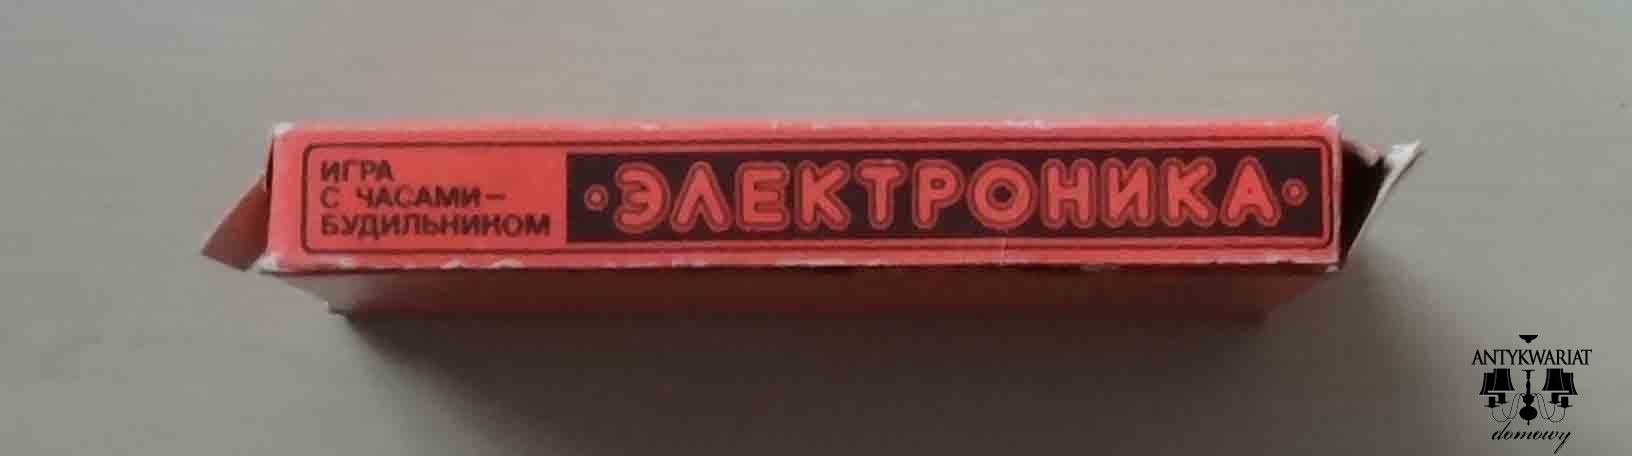 ИГРА
С ЧАСАМИ–
БУДИЛЬНИКОМ
ЭЛЕКТРОНИКА
ANTYKWARIAT
domowy